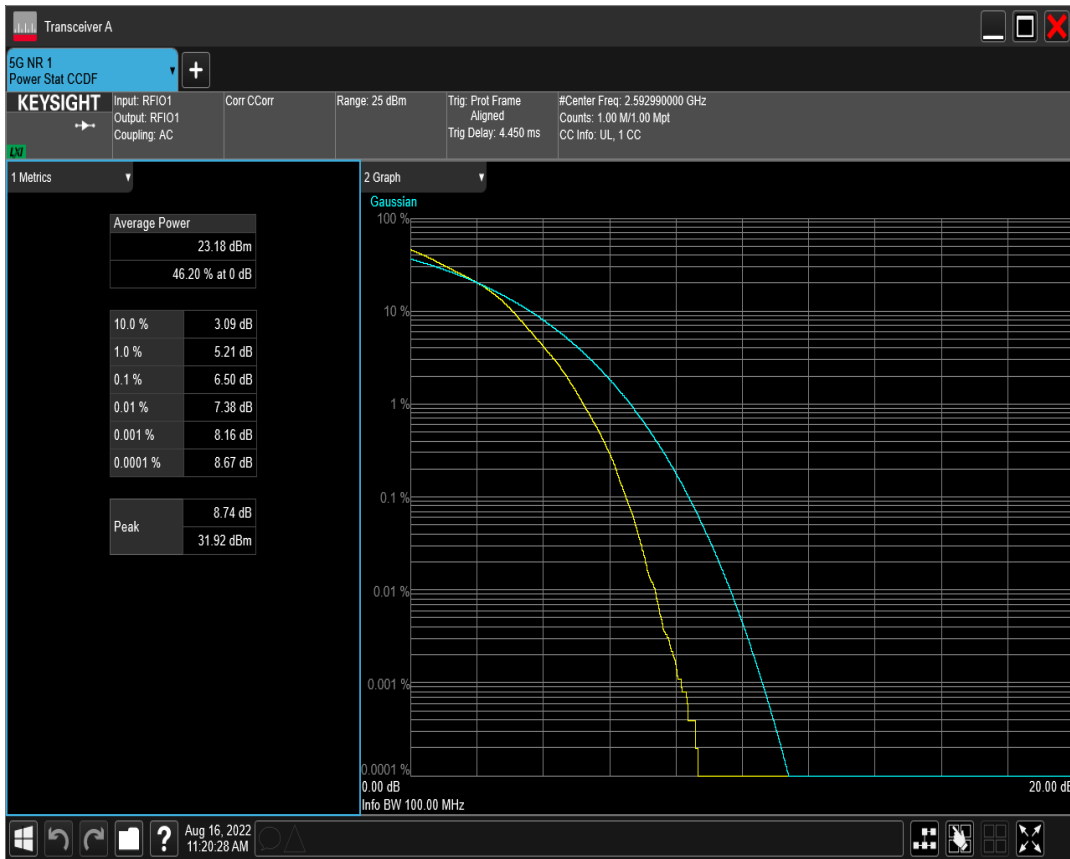 Transceiver A
5G NR 1
Power Stat CCDF
+
KEYSIGHT
LXI
Input: RFIO1
Output: RFIO1
Coupling: AC
Corr CCorr
Range: 25 dBm
Trig: Prot Frame
Aligned
Trig Delay: 4.450 ms
#Center Freq: 2.592990000 GHz
Counts: 1.00 M/1.00 Mpt
CC Info: UL, 1 CC
1 Metrics
Average Power
23.18 dBm
46.20 % at 0 dB
10.0 % 3.09 dB
1.0 % 5.21 dB
0.1 % 6.50 dB
0.01 % 7.38 dB
0.001 % 8.16 dB
0.0001 % 8.67 dB
Peak 8.74 dB
31.92 dBm
2 Graph
Gaussian
100 %
10 %
1 %
0.1 %
0.01 %
0.001 %
0.0001 %
0.00 dB 20.00 dB
Info BW 100.00 MHz
?
Aug 16, 2022
11:20:28 AM